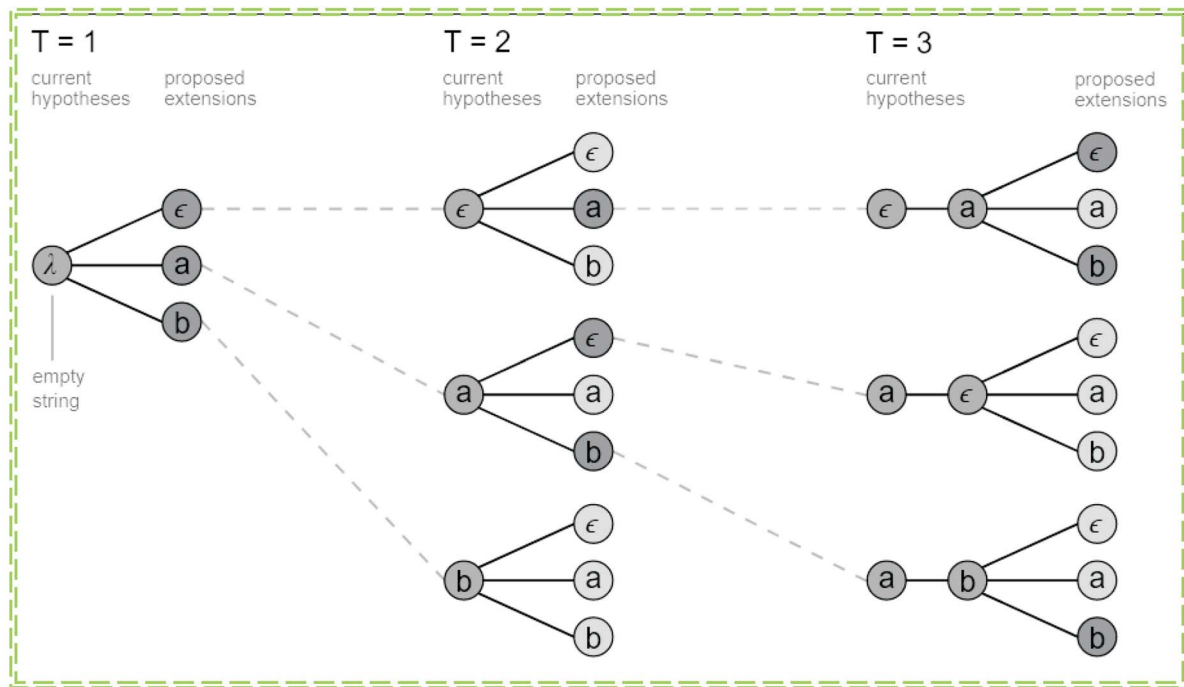 T = 1
T = 2
T = 3
current hypotheses
proposed extensions
current hypotheses
proposed extensions
current hypotheses
proposed extensions
ϵ
ϵ
ϵ
λ
a
ϵ
a
ϵ
a
a
b
b
b
empty string
ϵ
ϵ
a
a
a
ϵ
a
b
b
ϵ
ϵ
b
a
a
b
a
b
b